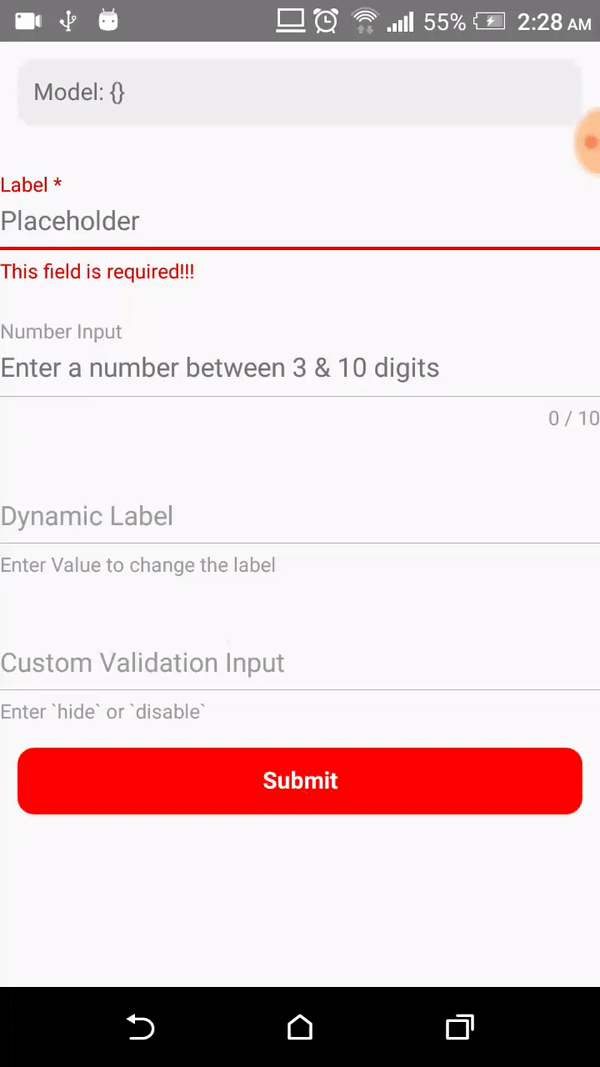 55% 2:28 AM
Model: {}
Label *
Placeholder
This field is required!!!
Number Input
Enter a number between 3 & 10 digits
0 / 10
Dynamic Label
Enter Value to change the label
Custom Validation Input
Enter `hide` or `disable`
Submit